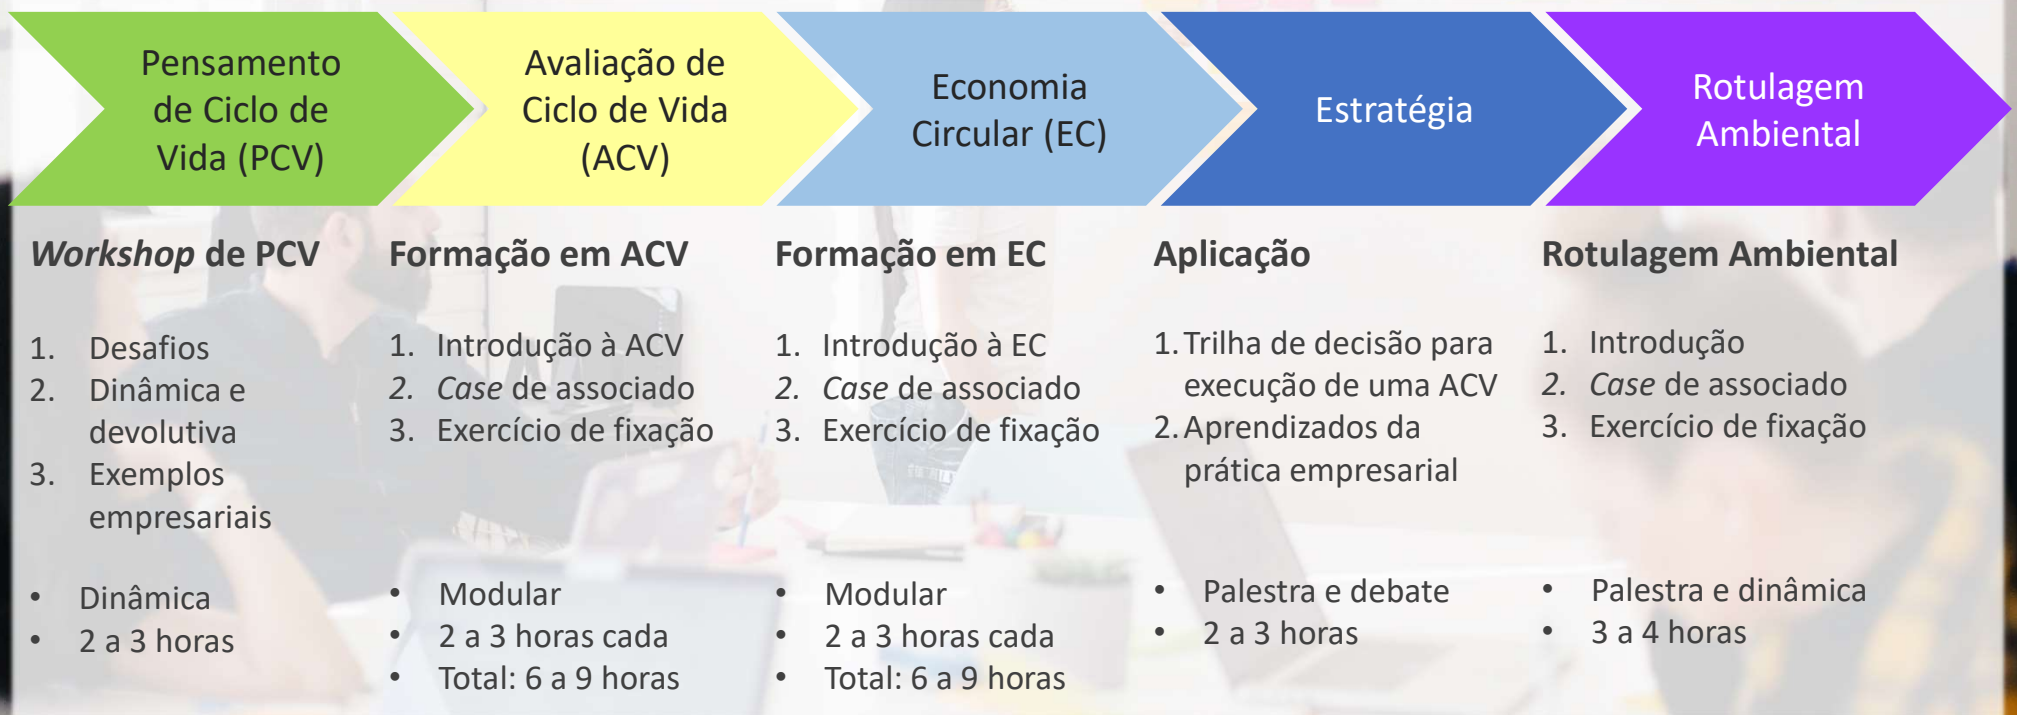 Pensamento
de Ciclo de
Vida (PCV)
Avaliação de
Ciclo de Vida
(ACV)
Economia
Circular (EC)
Estratégia
Rotulagem
Ambiental
Workshop de PCV
1. Desafios
2. Dinâmica e
devolutiva
3. Exemplos
empresariais
• Dinâmica
• 2 a 3 horas
Formação em ACV
1. Introdução à ACV
2. Case de associado
3. Exercício de fixação
• Modular
• 2 a 3 horas cada
• Total: 6 a 9 horas
Formação em EC
1. Introdução à EC
2. Case de associado
3. Exercício de fixação
• Modular
• 2 a 3 horas cada
• Total: 6 a 9 horas
Aplicação
1. Trilha de decisão para
execução de uma ACV
2. Aprendizados da
prática empresarial
• Palestra e debate
• 2 a 3 horas
Rotulagem Ambiental
1. Introdução
2. Case de associado
3. Exercício de fixação
• Palestra e dinâmica
• 3 a 4 horas